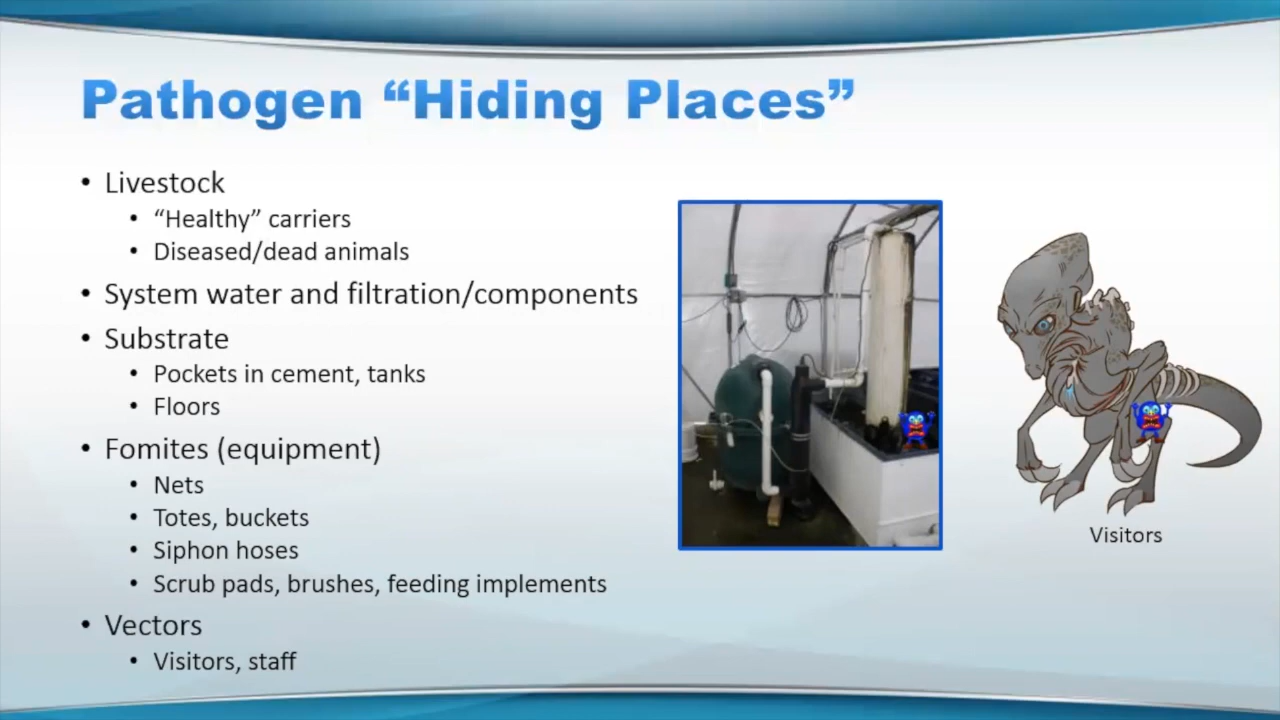 Pathogen “Hiding Places”
• Livestock
• “Healthy” carriers
• Diseased/dead animals
• System water and filtration/components
• Substrate
• Pockets in cement, tanks
• Floors
• Fomites (equipment)
• Nets
• Totes, buckets
• Siphon hoses
• Scrub pads, brushes, feeding implements
• Vectors
• Visitors, staff
Visitors